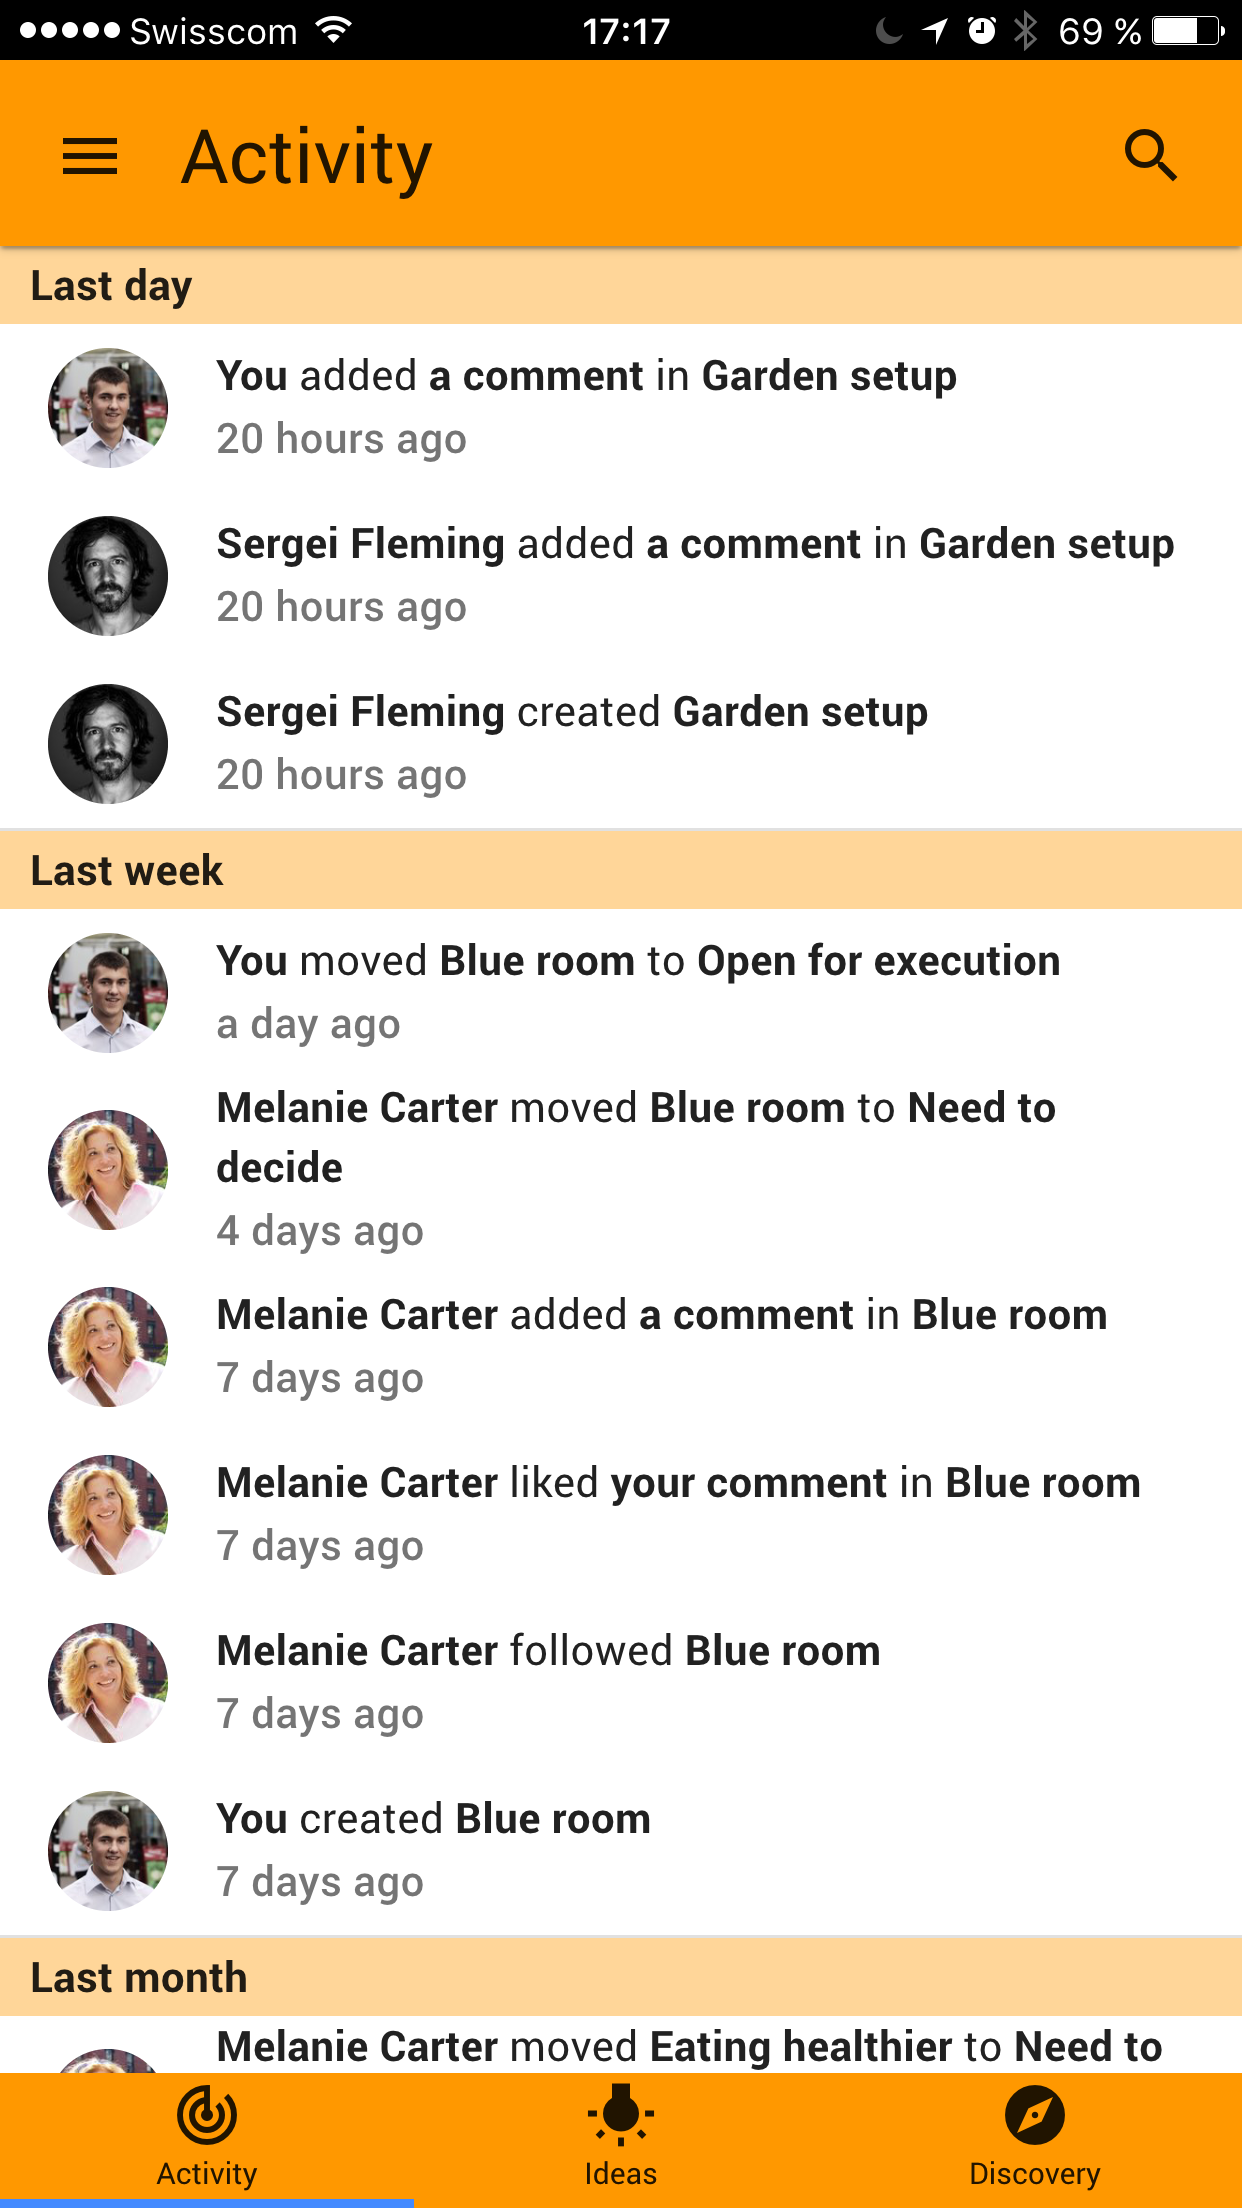 Swisscom 17:17 69 %
Activity
Last day
You added a comment in Garden setup
20 hours ago
Sergei Fleming added a comment in Garden setup
20 hours ago
Sergei Fleming created Garden setup
20 hours ago
Last week
You moved Blue room to Open for execution
a day ago
Melanie Carter moved Blue room to Need to
decide
4 days ago
Melanie Carter added a comment in Blue room
7 days ago
Melanie Carter liked your comment in Blue room
7 days ago
Melanie Carter followed Blue room
7 days ago
You created Blue room
7 days ago
Last month
Melanie Carter moved Eating healthier to Need to
Activity Ideas Discovery